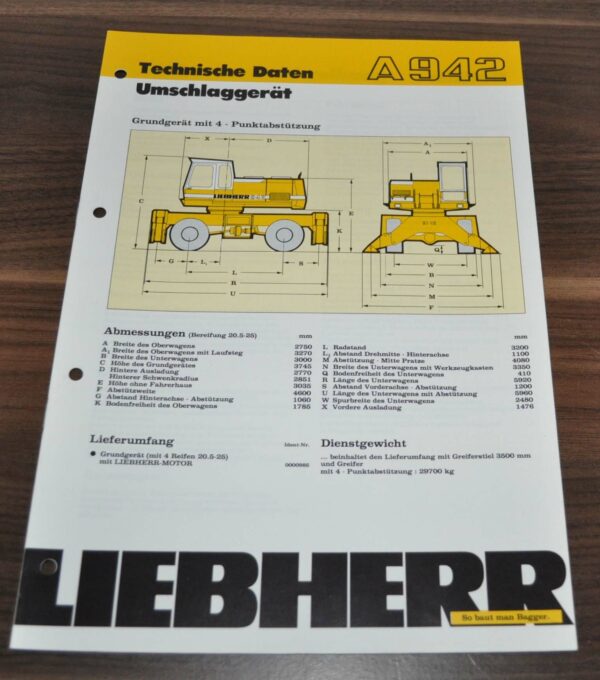 Technische Daten
A 942
Umschlaggerät
Grundgerät mit 4 - Punktabstützung
X D A₁ A
C E K
LIEBHERR
G L₁ L S
B
U
Q
W
B
N
M
F
Abmessungen (Bereifung 20.5-25) mm
A Breite des Oberwagens 2750
A₁ Breite des Oberwagens mit Laufsteg 3270
B Breite des Unterwagens 3000
C Höhe des Grundgerätes 3745
D Hintere Ausladung 2770
Hinterer Schwenkradius 2851
E Höhe ohne Fahrerhaus 3035
F Abstützweite 4600
G Abstand Hinterachse - Abstützung 1060
K Bodenfreiheit des Oberwagens 1785
mm
L Radstand 3200
L₁ Abstand Drehmitte - Hinterachse 1100
M Abstützung - Mitte Pratze 4080
N Breite des Unterwagens mit Werkzeugkasten 3350
Q Bodenfreiheit des Unterwagens 410
R Länge des Unterwagens 5920
S Abstand Vorderachse - Abstützung 1200
U Länge des Unterwagens mit Abstützung 5960
W Spurbreite des Unterwagens 2480
X Vordere Ausladung 1476
Lieferumfang Ident-Nr.
● Grundgerät (mit 4 Reifen 20.5-25)
mit LIEBHERR-MOTOR
Dienstgewicht
... beinhaltet den Lieferumfang mit Greiferstiel 3500 mm
und Greifer
mit 4 - Punktabstützung : 29700 kg
LIEBHERR
So baut man Bagger.